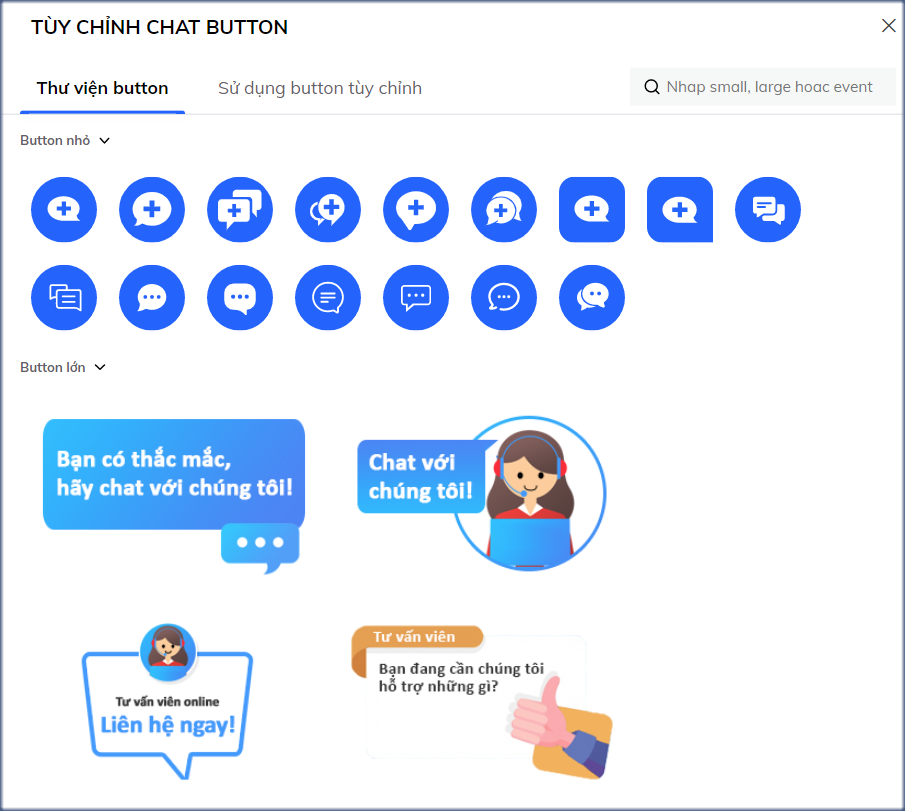 TÙY CHỈNH CHAT BUTTON
Thư viện button
Sử dụng button tùy chỉnh
Nhap small, large hoac event
Button nhỏ
Button lớn
Bạn có thắc mắc,
hãy chat với chúng tôi!
Chat với
chúng tôi!
Tư vấn viên online
Liên hệ ngay!
Tư vấn viên
Bạn đang cần chúng tôi
hỗ trợ những gì?